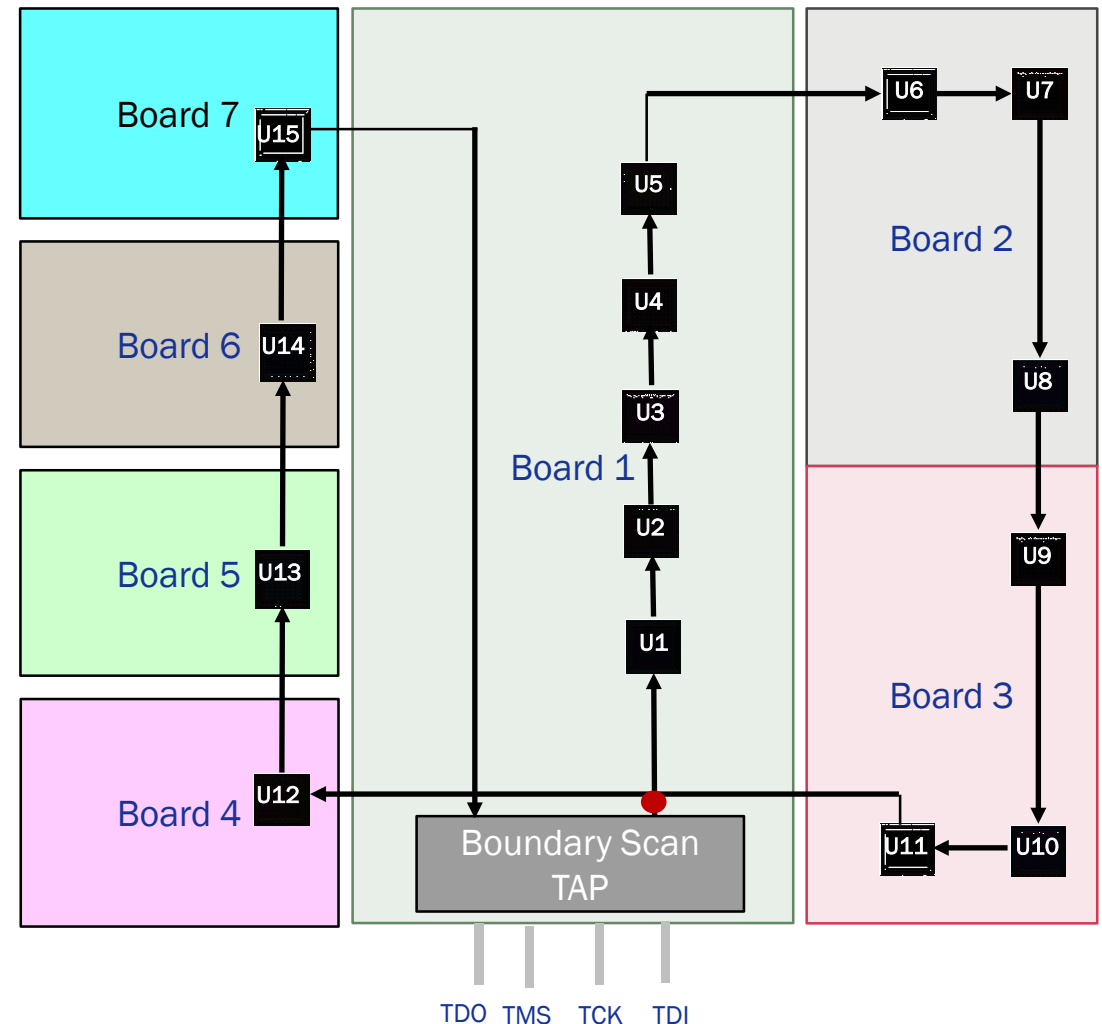 Board 7
U15
Board 6
U14
Board 5
U13
Board 4
U12
U5
U4
U3
Board 1
U2
U1
Boundary Scan
TAP
TDO TMS TCK TDI
U6 U7
Board 2
U8
U9
Board 3
U11 U10